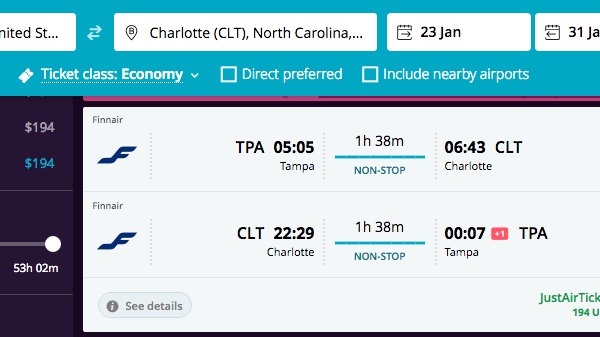 nited St...
Charlotte (CLT), North Carolina,...
23 Jan
31 Ja
Ticket class: Economy
Direct preferred
Include nearby airports
$194
$194
53h 02m
Finnair
TPA 05:05
Tampa
1h 38m
NON-STOP
06:43 CLT
Charlotte
Finnair
CLT 22:29
Charlotte
1h 38m
NON-STOP
00:07 +1 TPA
Tampa
See details
JustAirTick
194 U